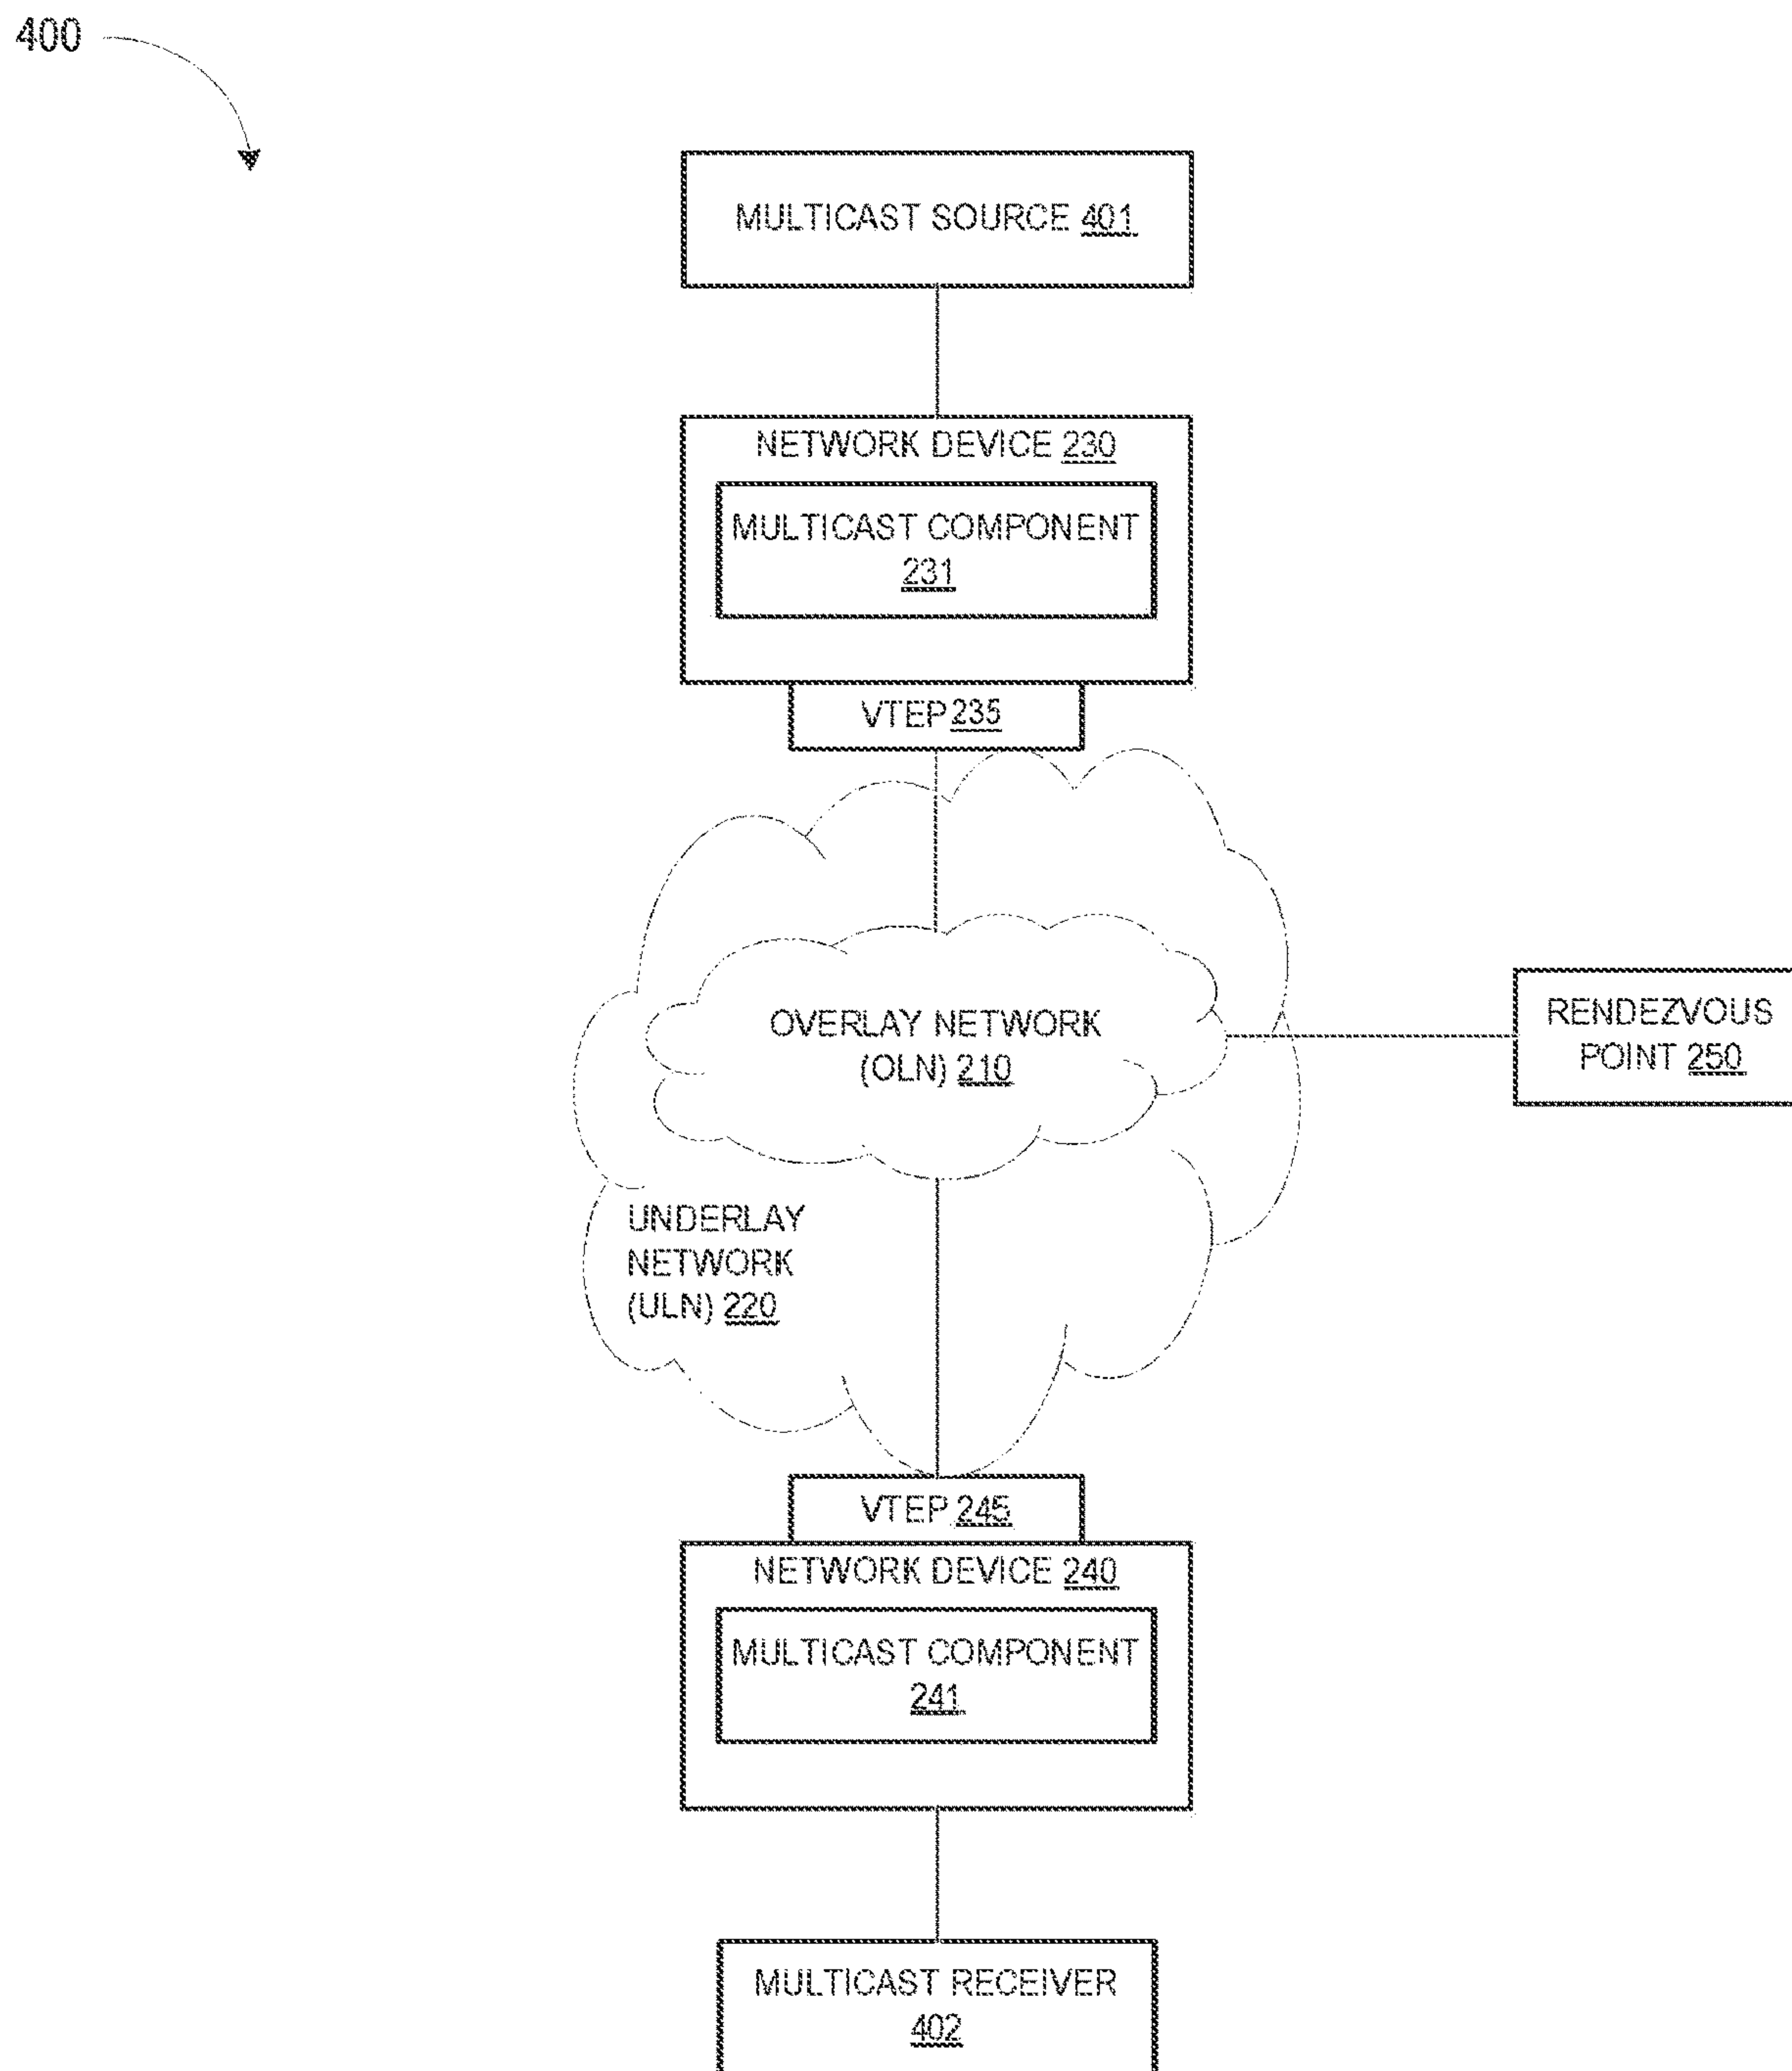 400
MULTICAST SOURCE 401
NETWORK DEVICE 230
MULTICAST COMPONENT
231
VTEP 235
OVERLAY NETWORK
(OLN) 210
RENDEZVOUS
POINT 250
UNDERLAY
NETWORK
(ULN) 220
VTEP 245
NETWORK DEVICE 240
MULTICAST COMPONENT
241
MULTICAST RECEIVER
402